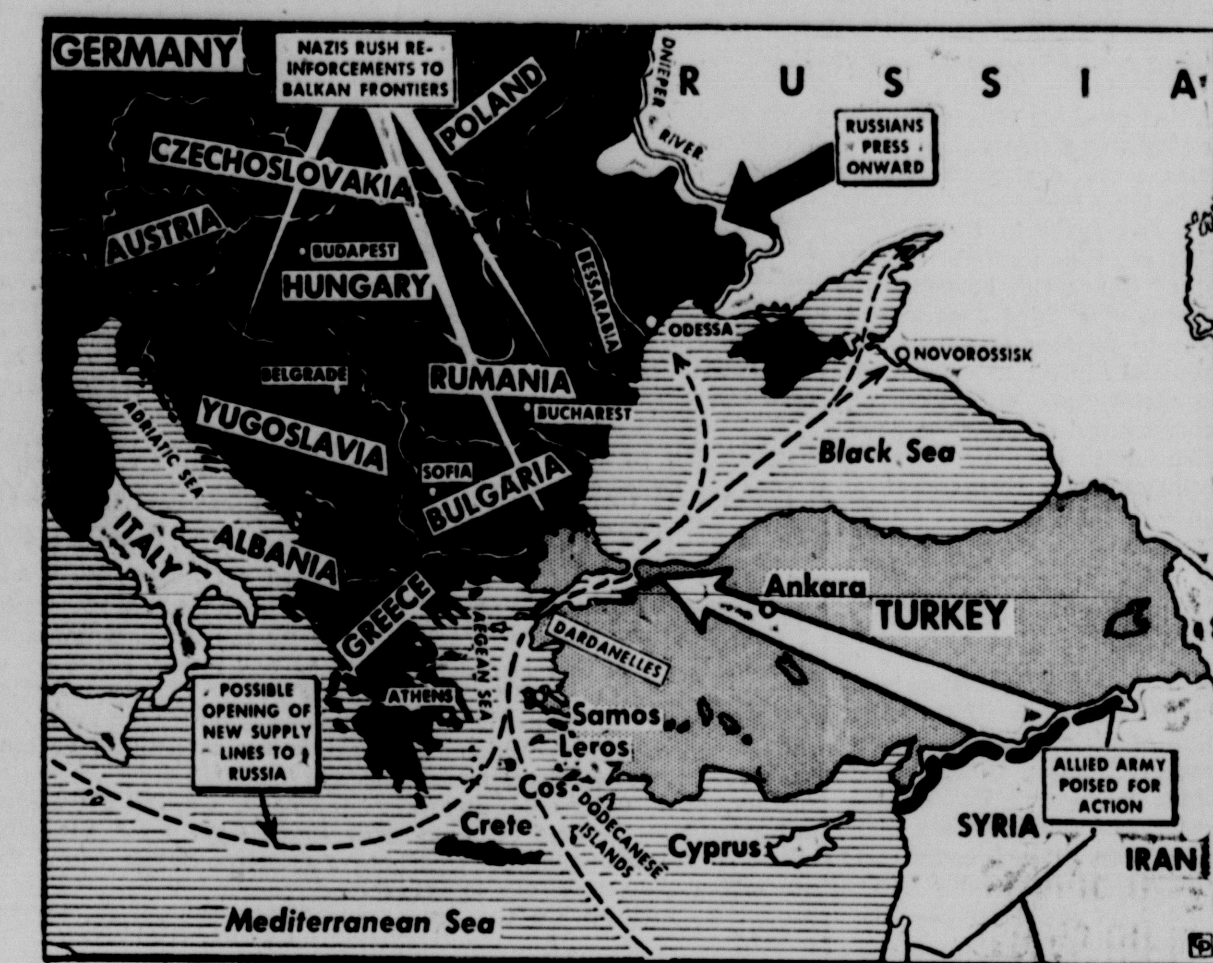 GERMANY
NAZIS RUSH RE-
INFORCEMENTS TO
BALKAN FRONTIERS
POLAND
DNIEPER
RIVER
RUSSIA
RUSSIANS
PRESS
ONWARD
CZECHOSLOVAKIA
AUSTRIA
BUDAPEST
HUNGARY
BESSARABIA
ODESSA
NOVOROSSISK
BELGRADE
RUMANIA
BUCHAREST
ADRIATIC SEA
YUGOSLAVIA
SOFIA
BULGARIA
Black Sea
ITALY
ALBANIA
GREECE
AEGEAN SEA
DARDANELLES
Ankara
TURKEY
ATHENS
POSSIBLE
OPENING OF
NEW SUPPLY
LINES TO
RUSSIA
Samos
Leros
Cos
DODECANESE
ISLANDS
Crete
Cyprus
ALLIED ARMY
POISED FOR
ACTION
SYRIA
IRAN
Mediterranean Sea
CP